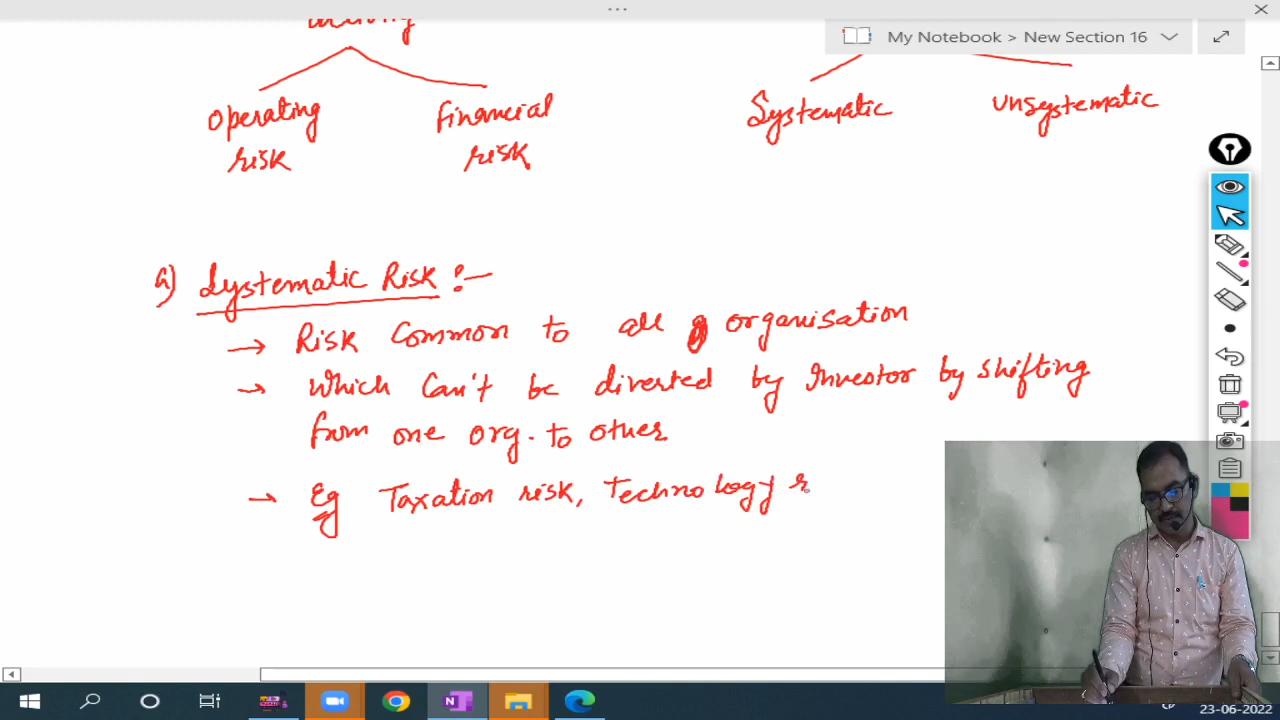 My Notebook > New Section 16
Operating risk
Financial risk
Systematic
Unsystematic
a) Systematic Risk :-
→ Risk Common to all organisation
→ Which Can't be diverted by Investor by shifting
from one org. to other
→ Eg Taxation risk, Technology r
23-06-2022